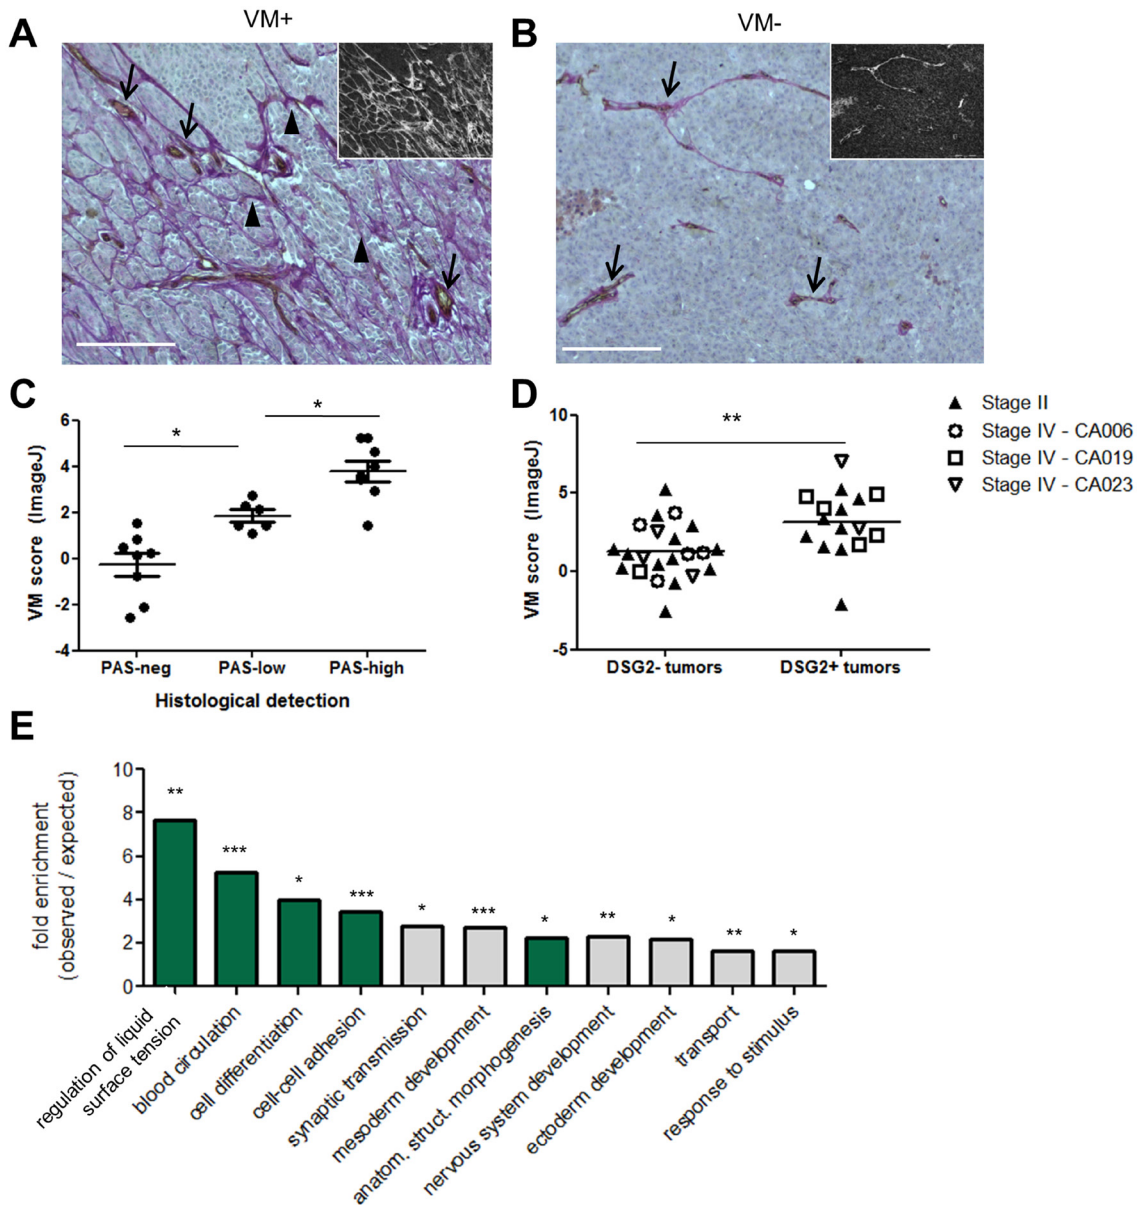 A
VM+
B
VM-
C
VM score (ImageJ)
6
4
2
0
-2
-4
*
*
PAS-neg
PAS-low
PAS-high
Histological detection
D
VM score (ImageJ)
10
5
0
-5
**
DSG2- tumors
DSG2+ tumors
Stage II
Stage IV - CA006
Stage IV - CA019
Stage IV - CA023
E
fold enrichment
(observed / expected)
10
8
6
4
2
0
**
***
*
***
*
***
*
**
*
**
*
regulation of liquid
surface tension
blood circulation
cell differentiation
cell-cell adhesion
synaptic transmission
mesoderm development
anatom. struct. morphogenesis
nervous system development
ectoderm development
transport
response to stimulus